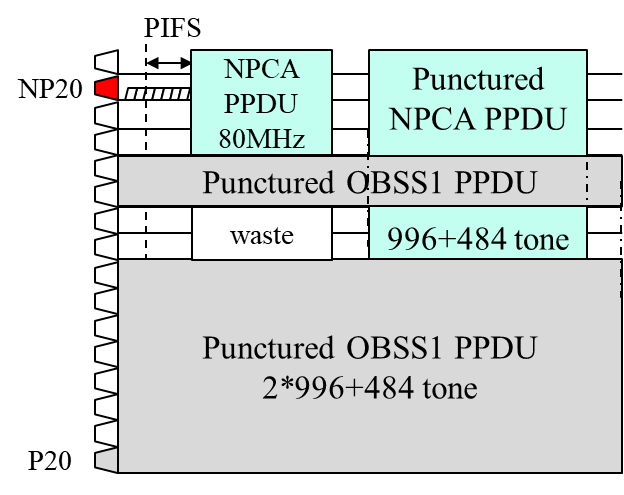 PIFS
NP20
NPCA
PPDU
80MHz
Punctured
NPCA PPDU
Punctured OBSS1 PPDU
waste
996+484 tone
Punctured OBSS1 PPDU
2*996+484 tone
P20